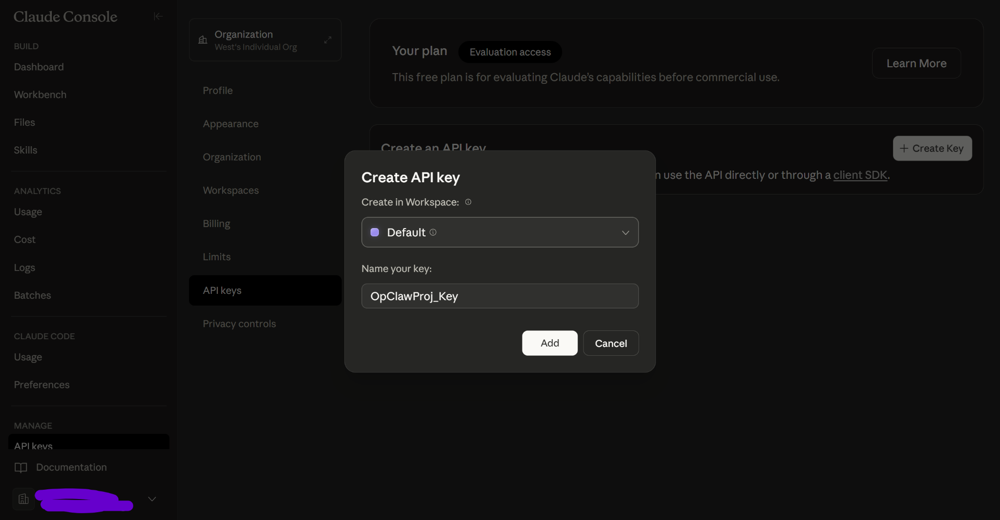 Claude Console
BUILD
Dashboard
Workbench
Files
Skills
ANALYTICS
Usage
Cost
Logs
Batches
CLAUDE CODE
Usage
Preferences
MANAGE
API keys
Documentation
Organization
West's Individual Org
Profile
Appearance
Organization
Workspaces
Billing
Limits
API keys
Privacy controls
Your plan
Evaluation access
This free plan is for evaluating Claude's capabilities before commercial use.
Learn More
Create an API key
+ Create Key
use the API directly or through a client SDK.
Create API key
Create in Workspace:
Default
Name your key:
OpClawProj_Key
Add
Cancel